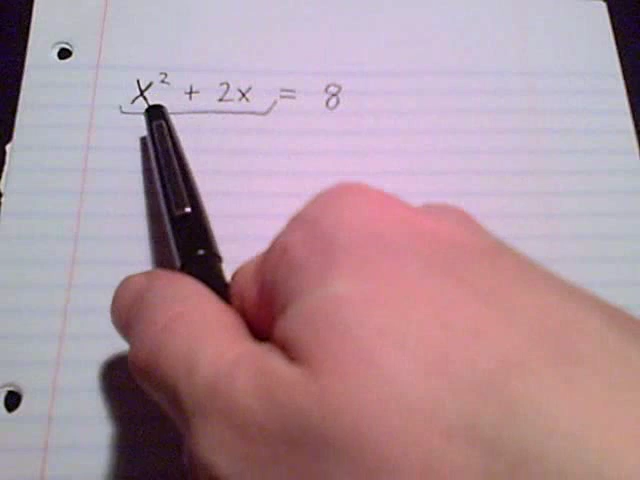 x² + 2x = 8